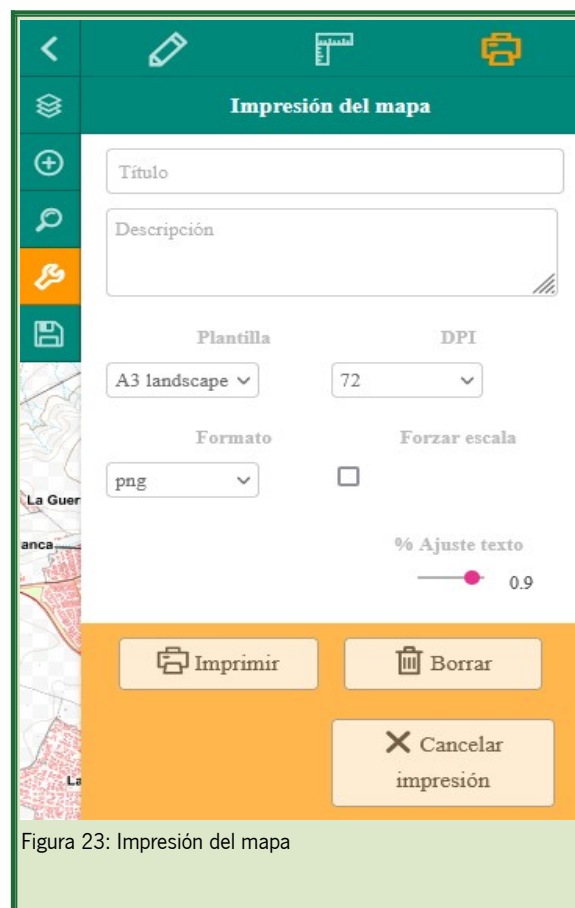 Impresión del mapa
Título
Descripción
Plantilla
DPI
A3 landscape
72
Formato
Forzar escala
png
La Guer
anca
% Ajuste texto
0.9
Imprimir
Borrar
La
Cancelar
impresión
Figura 23: Impresión del mapa